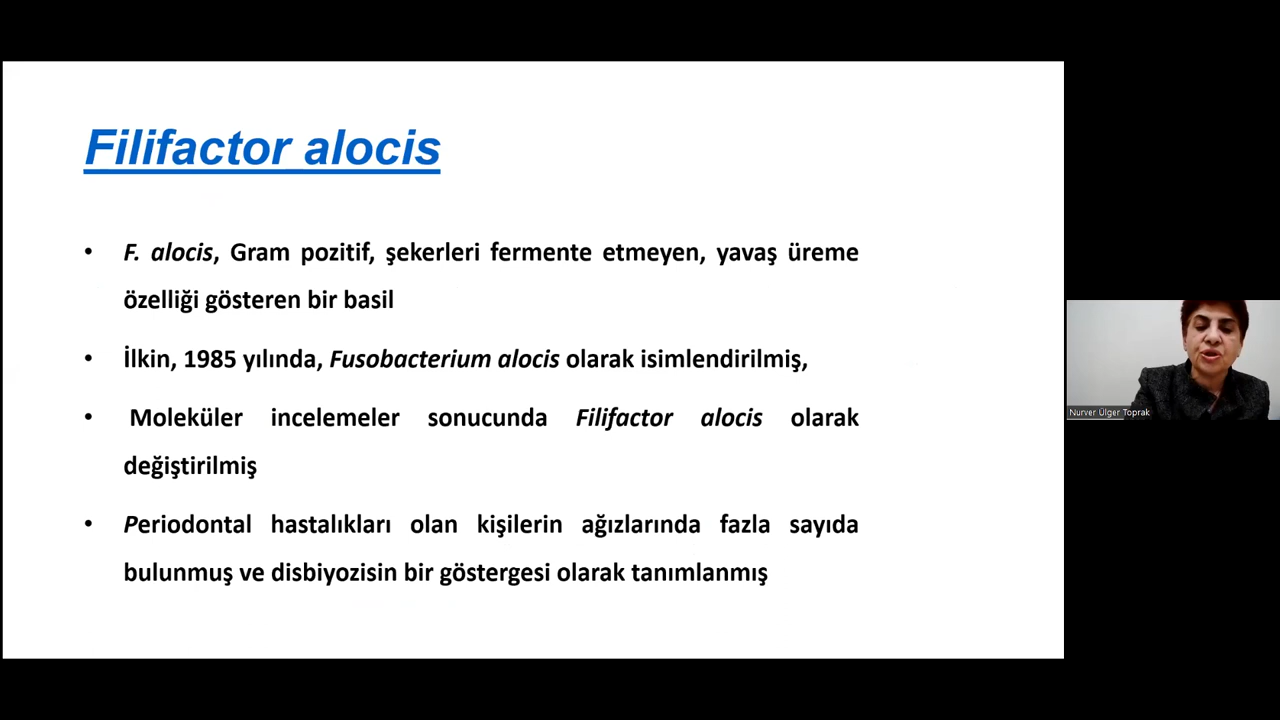 Filifactor alocis
• F. alocis, Gram pozitif, şekerleri fermente etmeyen, yavaş üreme
özelliği gösteren bir basil
• İlkin, 1985 yılında, Fusobacterium alocis olarak isimlendirilmiş,
• Moleküler incelemeler sonucunda Filifactor alocis olarak
değiştirilmiş
• Periodontal hastalıkları olan kişilerin ağızlarında fazla sayıda
bulunmuş ve disbiyozisin bir göstergesi olarak tanımlanmış
Nurver Ülger Toprak